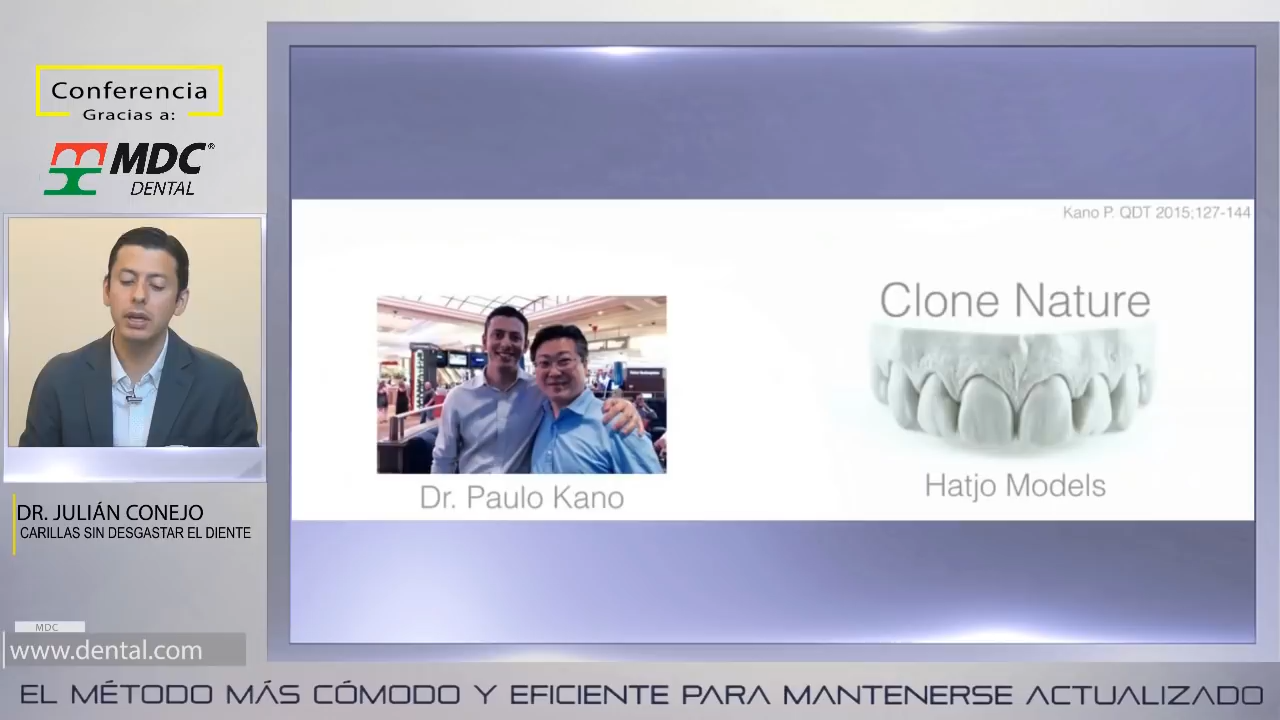 Conferencia
Gracias a:
MDC®
DENTAL
DR. JULIÁN CONEJO
CARILLAS SIN DESGASTAR EL DIENTE
MDC
www.dental.com
Kano P. QDT 2015;127-144
Clone Nature
Hatjo Models
Dr. Paulo Kano
EL MÉTODO MÁS CÓMODO Y EFICIENTE PARA MANTENERSE ACTUALIZADO